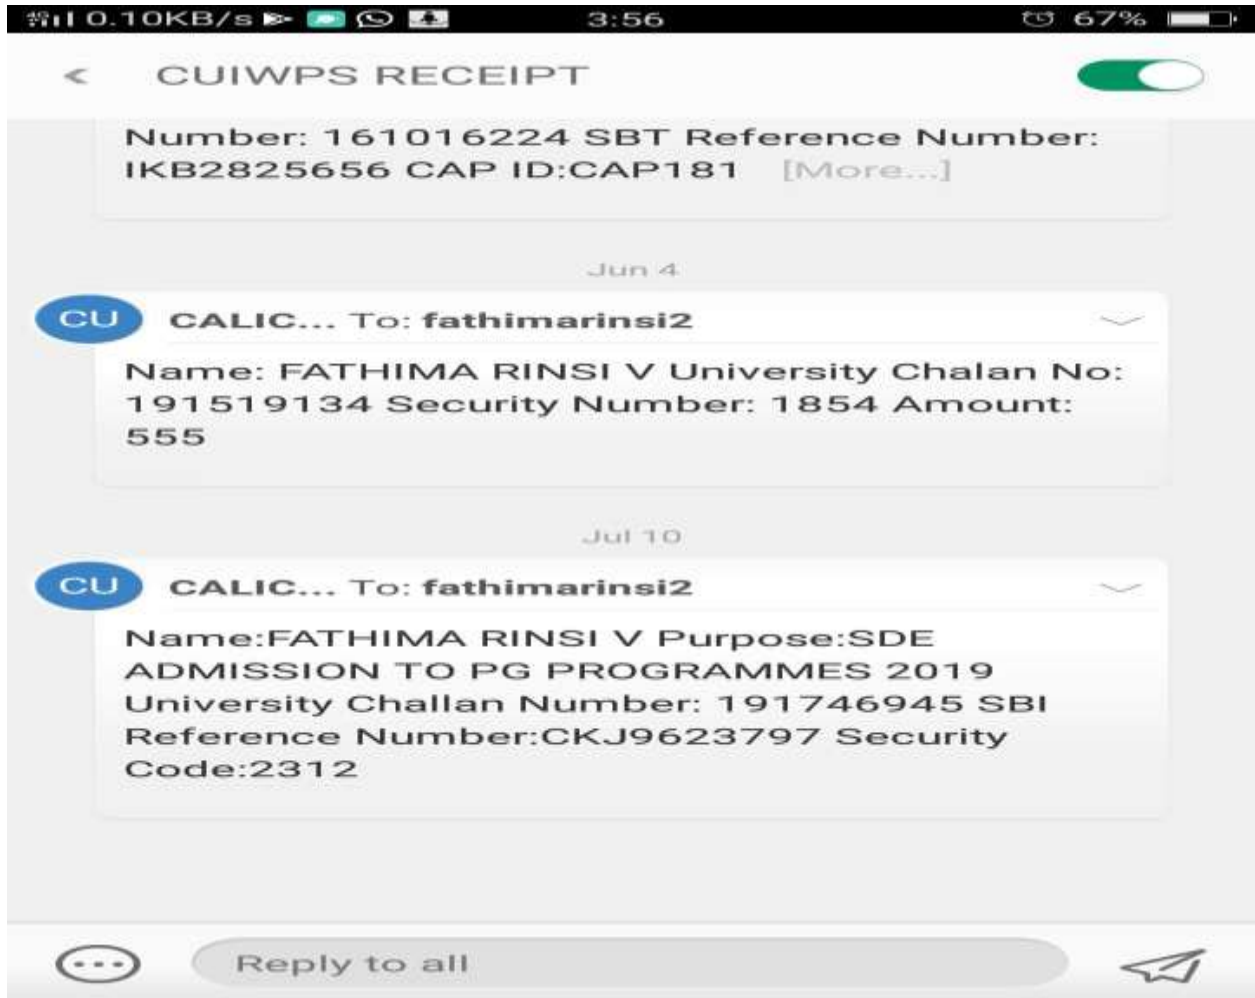 0.10KB/s 3:56 67%
CUIWPS RECEIPT
Number: 161016224 SBT Reference Number:
IKB2825656 CAP ID:CAP181 [More...]
Jun 4
CU CALIC... To: fathimarinsi2
Name: FATHIMA RINSI V University Chalan No:
191519134 Security Number: 1854 Amount:
555
Jul 10
CU CALIC... To: fathimarinsi2
Name:FATHIMA RINSI V Purpose:SDE
ADMISSION TO PG PROGRAMMES 2019
University Challan Number: 191746945 SBI
Reference Number:CKJ9623797 Security
Code:2312
Reply to all